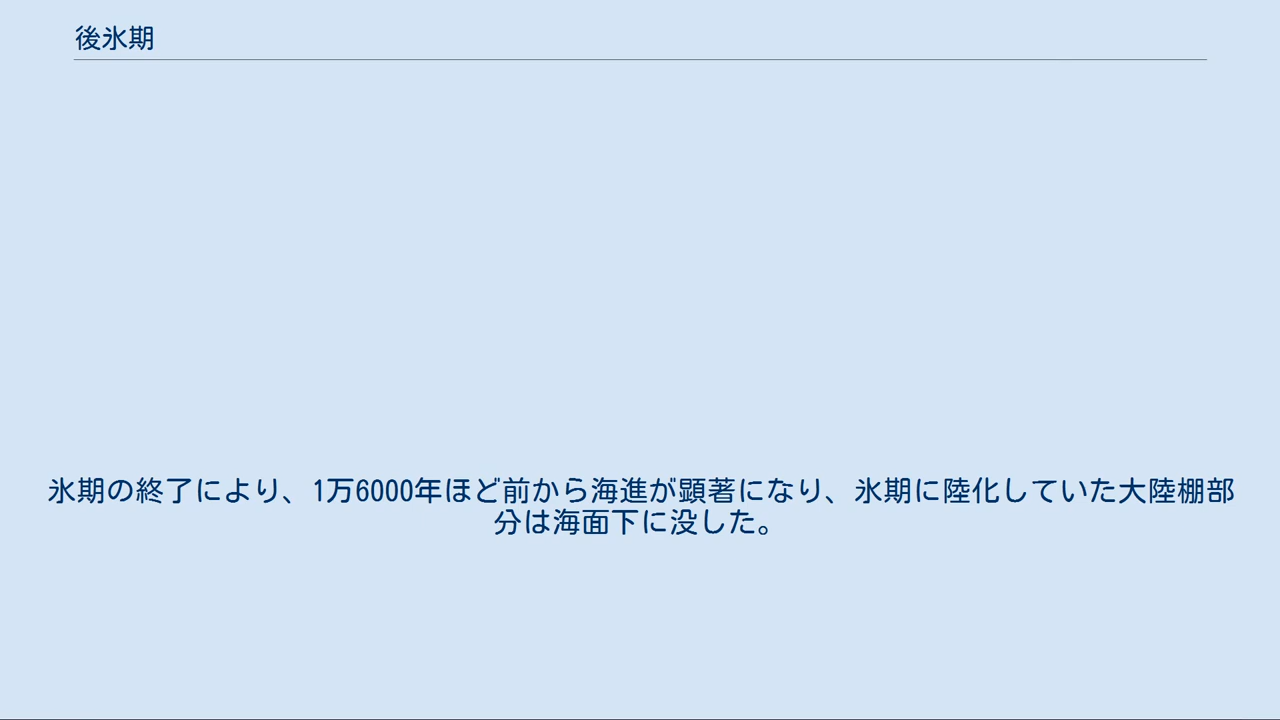 後氷期
氷期の終了により、1万6000年ほど前から海進が顕著になり、氷期に陸化していた大陸棚部
分は海面下に没した。